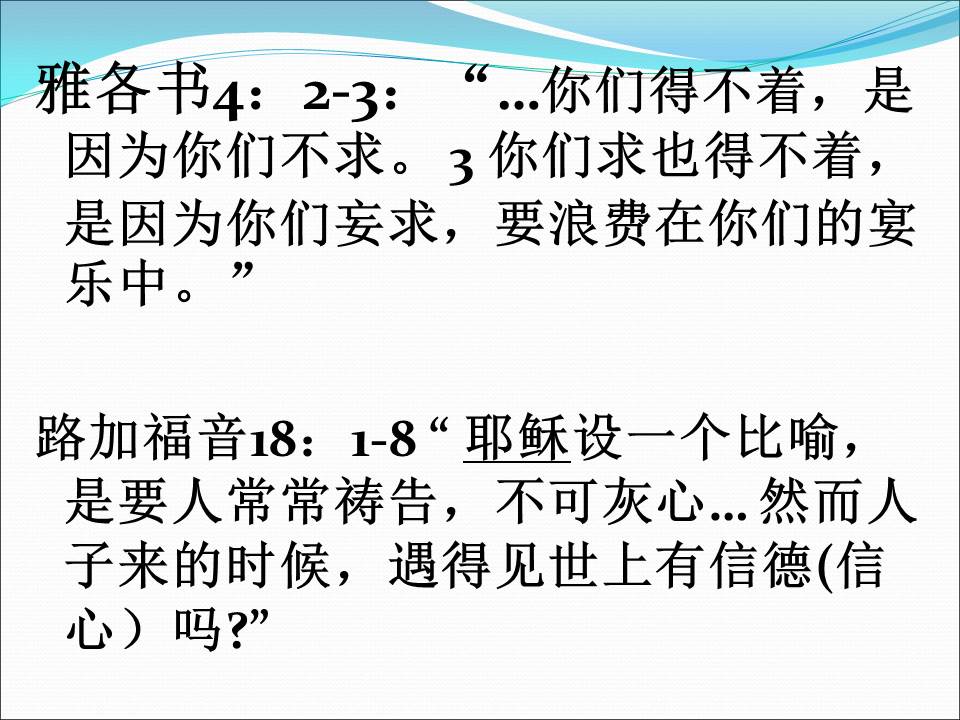 雅各书4：2-3： “…你们得不着，是
因为你们不求。 3 你们求也得不着，
是因为你们妄求，要浪费在你们的宴
乐中。”
路加福音18：1-8 “ 耶稣设一个比喻，
是要人常常祷告，不可灰心… 然而人
子来的时候，遇得见世上有信德(信
心）吗?”